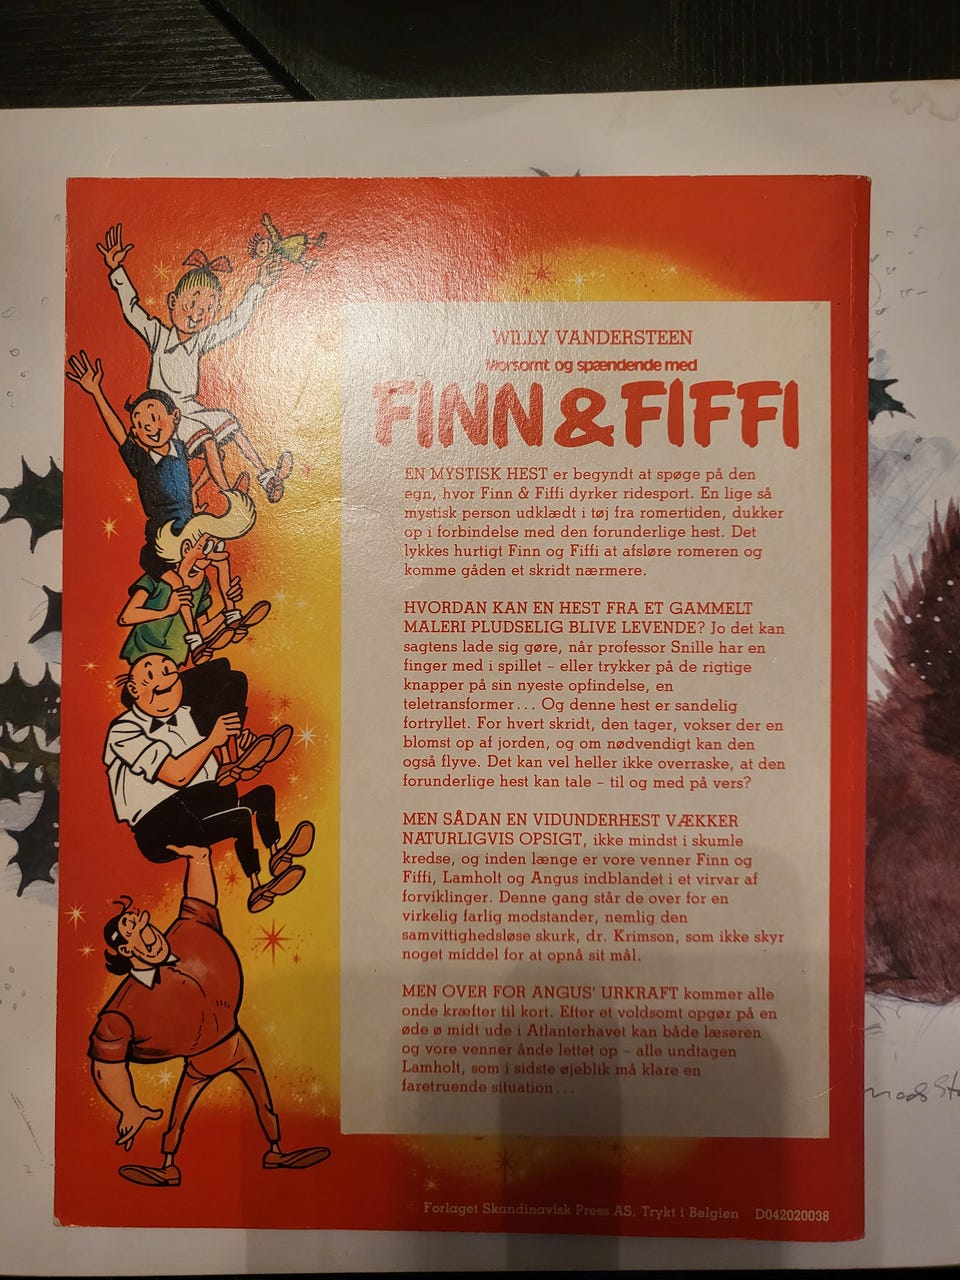 WILLY VANDERSTEEN
Morsomt og spændende med
FINN & FIFFI
EN MYSTISK HEST er begyndt at spøge på den
egn, hvor Finn & Fiffi dyrker ridesport. En lige så
mystisk person udklædt i tøj fra romertiden, dukker
op i forbindelse med den forunderlige hest. Det
lykkes hurtigt Finn og Fiffi at afsløre romeren og
komme gåden et skridt nærmere.
HVORDAN KAN EN HEST FRA ET GAMMELT
MALERI PLUDSELIG BLIVE LEVENDE? Jo det kan
sagtens lade sig gøre, når professor Snille har en
finger med i spillet – eller trykker på de rigtige
knapper på sin nyeste opfindelse, en
teletransformer... Og denne hest er sandelig
fortryllet. For hvert skridt, den tager, vokser der en
blomst op af jorden, og om nødvendigt kan den
også flyve. Det kan vel heller ikke overraske, at den
forunderlige hest kan tale – til og med på vers?
MEN SÅDAN EN VIDUNDERHEST VÆKKER
NATURLIGVIS OPSIGT, ikke mindst i skumle
kredse, og inden længe er vore venner Finn og
Fiffi, Lamholt og Angus indblandet i et virvar af
forviklinger. Denne gang står de over for en
virkelig farlig modstander, nemlig den
samvittighedsløse skurk, dr. Krimson, som ikke skyr
noget middel for at opnå sit mål.
MEN OVER FOR ANGUS' URKRAFT kommer alle
onde kræfter til kort. Efter et voldsomt opgør på en
øde ø midt ude i Atlanterhavet kan både læseren
og vore venner ånde lettet op – alle undtagen
Lamholt, som i sidste øjeblik må klare en
faretruende situation...
© Forlaget Skandinavisk Press AS. Trykt i Belgien D042020038